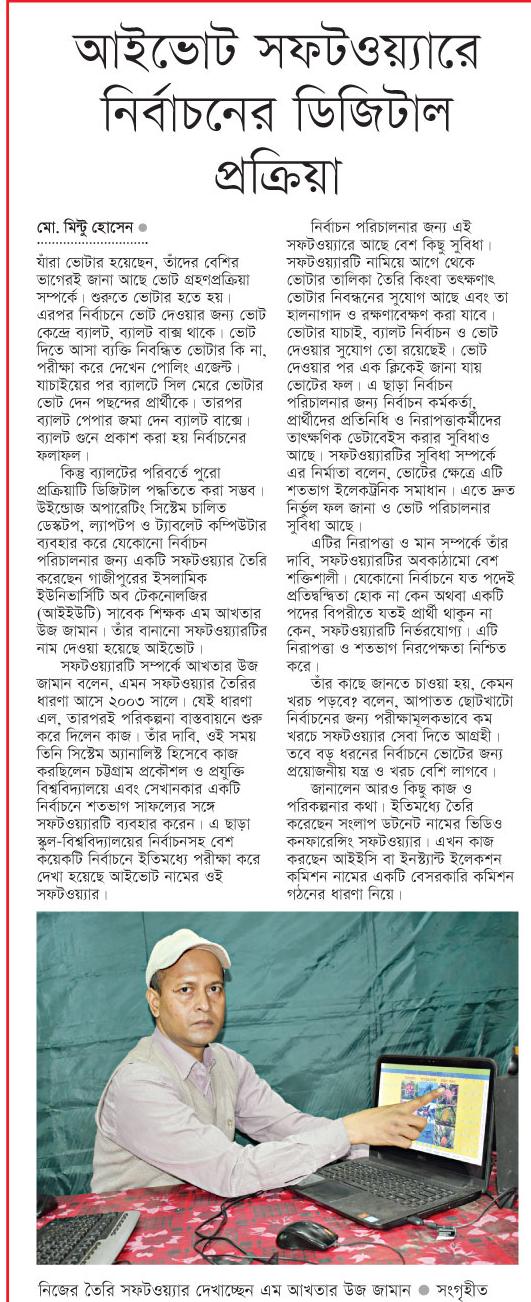 আইভোট সফটওয়্যারে
নির্বাচনের ডিজিটাল
প্রক্রিয়া
মো. মিন্টু হোসেন ●
যাঁরা ভোটার হয়েছেন, তাঁদের বেশির
ভাগেরই জানা আছে ভোট গ্রহণপ্রক্রিয়া
সম্পর্কে। শুরুতে ভোটার হতে হয়।
এরপর নির্বাচনে ভোট দেওয়ার জন্য ভোট
কেন্দ্রে ব্যালট, ব্যালট বাক্স থাকে। ভোট
দিতে আসা ব্যক্তি নিবন্ধিত ভোটার কি না,
পরীক্ষা করে দেখেন পোলিং এজেন্ট।
যাচাইয়ের পর ব্যালটে সিল মেরে ভোটার
ভোট দেন পছন্দের প্রার্থীকে। তারপর
ব্যালট পেপার জমা দেন ব্যালট বাক্সে।
ব্যালট গুনে প্রকাশ করা হয় নির্বাচনের
ফলাফল।
কিন্তু ব্যালটের পরিবর্তে পুরো
প্রক্রিয়াটি ডিজিটাল পদ্ধতিতে করা সম্ভব।
উইন্ডোজ অপারেটিং সিস্টেম চালিত
ডেস্কটপ, ল্যাপটপ ও ট্যাবলেট কম্পিউটার
ব্যবহার করে যেকোনো নির্বাচন
পরিচালনার জন্য একটি সফটওয়্যার তৈরি
করেছেন গাজীপুরের ইসলামিক
ইউনিভার্সিটি অব টেকনোলজির
(আইইউটি) সাবেক শিক্ষক এম আখতার
উজ জামান। তাঁর বানানো সফটওয়্যারটির
নাম দেওয়া হয়েছে আইভোট।
সফটওয়্যারটি সম্পর্কে আখতার উজ
জামান বলেন, এমন সফটওয়্যার তৈরির
ধারণা আসে ২০০৩ সালে। যেই ধারণা
এল, তারপরই পরিকল্পনা বাস্তবায়নে শুরু
করে দিলেন কাজ। তাঁর দাবি, ওই সময়
তিনি সিস্টেম অ্যানালিস্ট হিসেবে কাজ
করছিলেন চট্টগ্রাম প্রকৌশল ও প্রযুক্তি
বিশ্ববিদ্যালয়ে এবং সেখানকার একটি
নির্বাচনে শতভাগ সাফল্যের সঙ্গে
সফটওয়্যারটি ব্যবহার করেন। এ ছাড়া
স্কুল-বিশ্ববিদ্যালয়ের নির্বাচনসহ বেশ
কয়েকটি নির্বাচনে ইতিমধ্যে পরীক্ষা করে
দেখা হয়েছে আইভোট নামের ওই
সফটওয়্যার।
নির্বাচন পরিচালনার জন্য এই
সফটওয়্যারে আছে বেশ কিছু সুবিধা।
সফটওয়্যারটি নামিয়ে আগে থেকে
ভোটার তালিকা তৈরি কিংবা তৎক্ষণাৎ
ভোটার নিবন্ধনের সুযোগ আছে এবং তা
হালনাগাদ ও রক্ষণাবেক্ষণ করা যাবে।
ভোটার যাচাই, ব্যালট নির্বাচন ও ভোট
দেওয়ার সুযোগ তো রয়েছেই। ভোট
দেওয়ার পর এক ক্লিকেই জানা যায়
ভোটের ফল। এ ছাড়া নির্বাচন
পরিচালনার জন্য নির্বাচন কর্মকর্তা,
প্রার্থীদের প্রতিনিধি ও নিরাপত্তাকর্মীদের
তাৎক্ষণিক ডেটাবেইস করার সুবিধাও
আছে। সফটওয়্যারটির সুবিধা সম্পর্কে
এর নির্মাতা বলেন, ভোটের ক্ষেত্রে এটি
শতভাগ ইলেকট্রনিক সমাধান। এতে দ্রুত
নির্ভুল ফল জানা ও ভোট পরিচালনার
সুবিধা আছে।
এটির নিরাপত্তা ও মান সম্পর্কে তাঁর
দাবি, সফটওয়্যারটির অবকাঠামো বেশ
শক্তিশালী। যেকোনো নির্বাচনে যত পদেই
প্রতিদ্বন্দ্বিতা হোক না কেন অথবা একটি
পদের বিপরীতে যতই প্রার্থী থাকুন না
কেন, সফটওয়্যারটি নির্ভরযোগ্য। এটি
নিরাপত্তা ও শতভাগ নিরপেক্ষতা নিশ্চিত
করে।
তাঁর কাছে জানতে চাওয়া হয়, কেমন
খরচ পড়বে? বলেন, আপাতত ছোটখাটো
নির্বাচনের জন্য পরীক্ষামূলকভাবে কম
খরচে সফটওয়্যার সেবা দিতে আগ্রহী।
তবে বড় ধরনের নির্বাচনে ভোটের জন্য
প্রয়োজনীয় যন্ত্র ও খরচ বেশি লাগবে।
জানালেন আরও কিছু কাজ ও
পরিকল্পনার কথা। ইতিমধ্যে তৈরি
করেছেন সংলাপ ডটনেট নামের ভিডিও
কনফারেন্সিং সফটওয়্যার। এখন কাজ
করছেন আইইসি বা ইনস্ট্যান্ট ইলেকশন
কমিশন নামের একটি বেসরকারি কমিশন
গঠনের ধারণা নিয়ে।
নিজের তৈরি সফটওয়্যার দেখাচ্ছেন এম আখতার উজ জামান ● সংগৃহীত